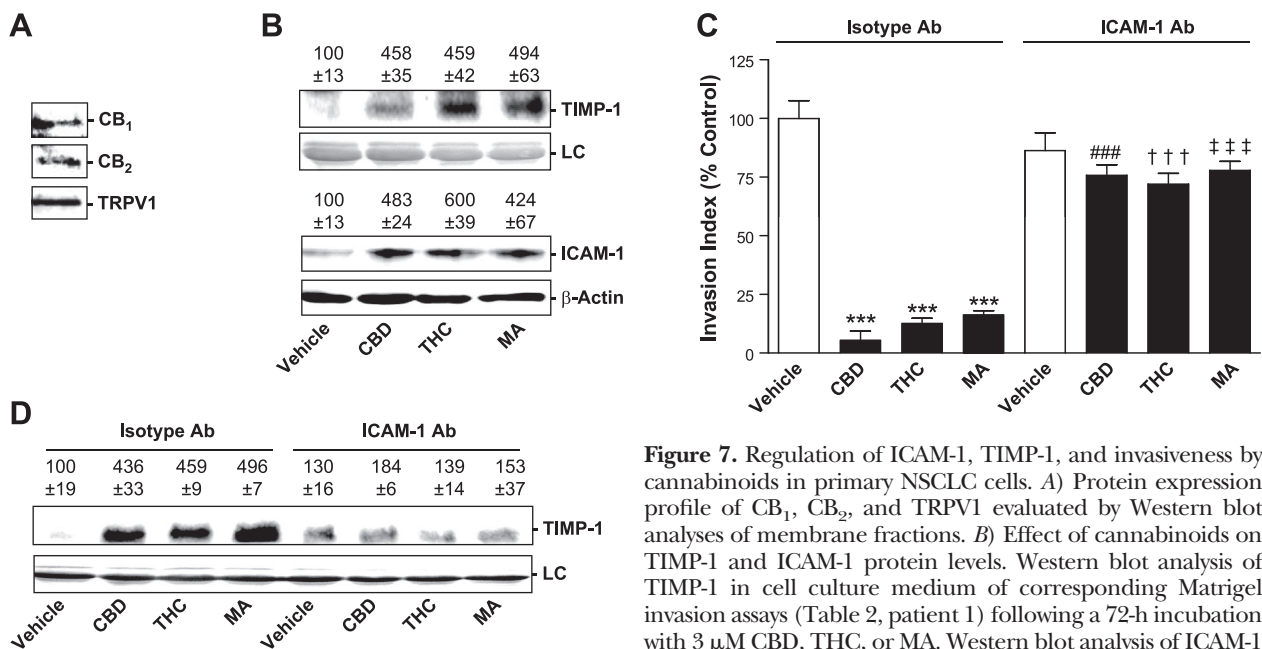 A
CB₁
CB₂
TRPV1
B
100 458 459 494
±13 ±35 ±42 ±63
TIMP-1
LC
100 483 600 424
±13 ±24 ±39 ±67
ICAM-1
β-Actin
Vehicle CBD THC MA
C
Isotype Ab ICAM-1 Ab
Invasion Index (% Control)
125
100
75
50
25
0
*** *** *** ### † † † ‡ ‡ ‡
Vehicle CBD THC MA Vehicle CBD THC MA
D
Isotype Ab ICAM-1 Ab
100 436 459 496 130 184 139 153
±19 ±33 ±9 ±7 ±16 ±6 ±14 ±37
TIMP-1
LC
Vehicle CBD THC MA Vehicle CBD THC MA
Figure 7. Regulation of ICAM-1, TIMP-1, and invasiveness by
cannabinoids in primary NSCLC cells. A) Protein expression
profile of CB₁, CB₂, and TRPV1 evaluated by Western blot
analyses of membrane fractions. B) Effect of cannabinoids on
TIMP-1 and ICAM-1 protein levels. Western blot analysis of
TIMP-1 in cell culture medium of corresponding Matrigel
invasion assays (Table 2, patient 1) following a 72-h incubation
with 3 μM CBD, THC, or MA. Western blot analysis of ICAM-1